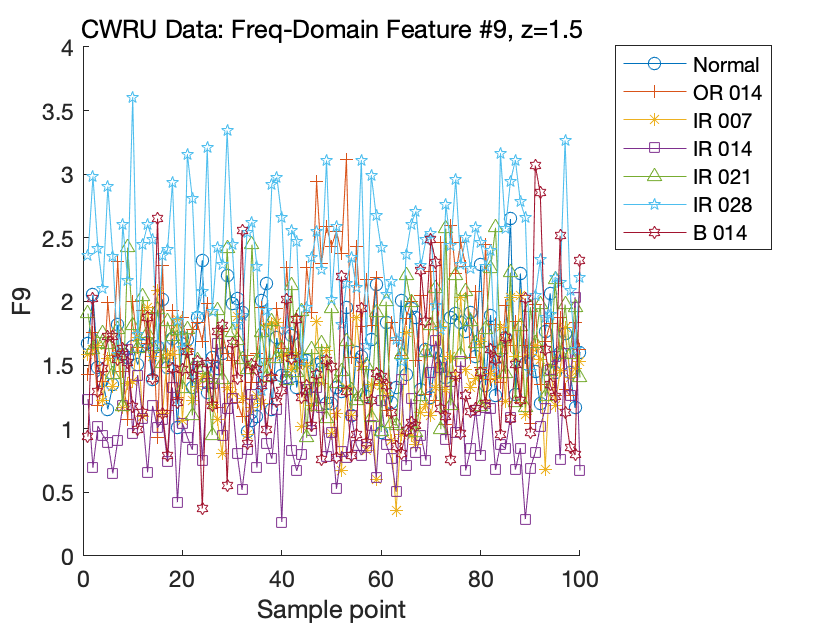 CWRU Data: Freq-Domain Feature #9, z=1.5
4
3.5
3
2.5
2
1.5
1
0.5
0
F9
0 20 40 60 80 100
Sample point
Normal
OR 014
IR 007
IR 014
IR 021
IR 028
B 014